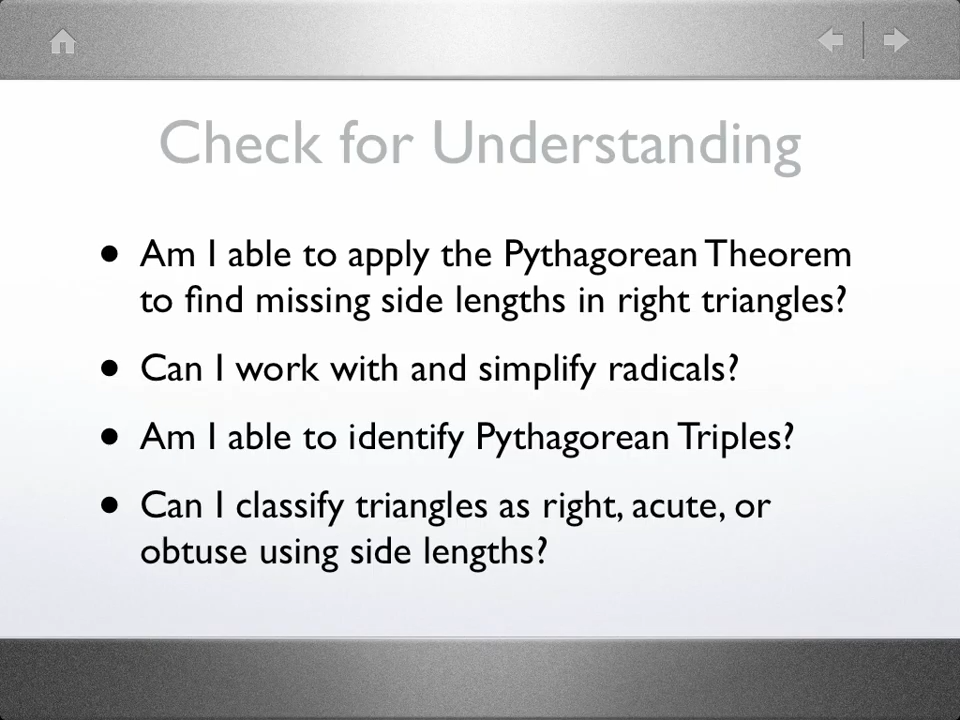 Check for Understanding
• Am I able to apply the Pythagorean Theorem
to find missing side lengths in right triangles?
• Can I work with and simplify radicals?
• Am I able to identify Pythagorean Triples?
• Can I classify triangles as right, acute, or
obtuse using side lengths?